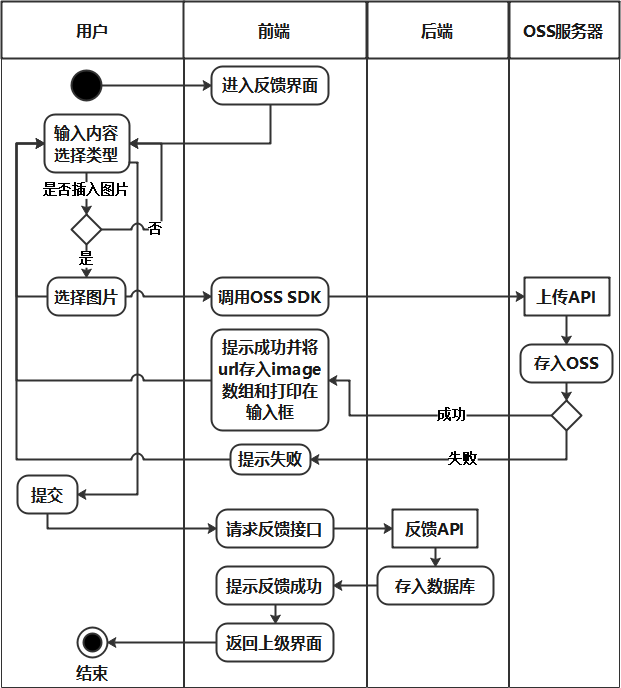 用户
前端
后端
OSS服务器
进入反馈界面
输入内容
选择类型
是否插入图片
否
是
选择图片
调用OSS SDK
上传API
提示成功并将
url存入image
数组和打印在
输入框
存入OSS
成功
提示失败
失败
提交
请求反馈接口
反馈API
提示反馈成功
存入数据库
返回上级界面
结束